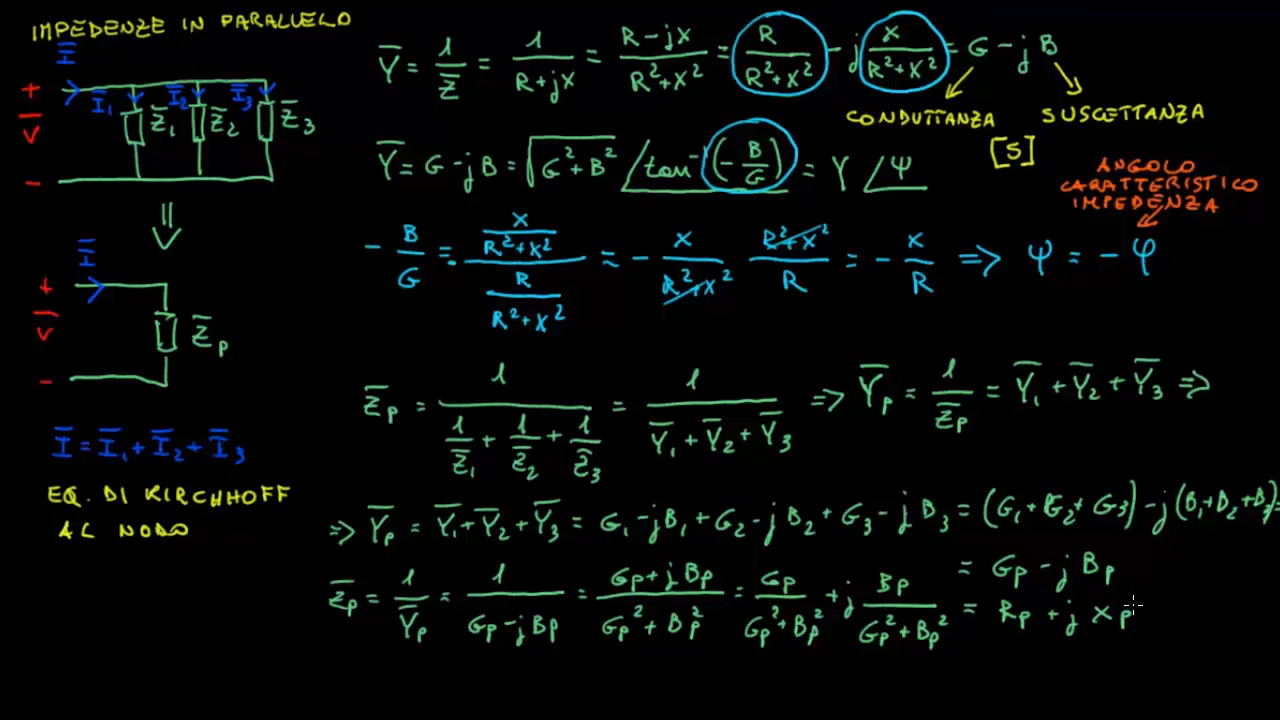 IMPEDENZE IN PARALLELO
Ī
+ V̄ -
Ī₁ Z̄₁ Ī₂ Z̄₂ Ī₃ Z̄₃
⇓
Ī
+ V̄ -
Z̄p
Ī = Ī₁ + Ī₂ + Ī₃
EQ. DI KIRCHHOFF
AL NODO
Ȳ = 1/Z̄ = 1/(R+jX) = (R-jX)/(R²+X²) = R/(R²+X²) - j X/(R²+X²) = G - jB
CONDUTTANZA SUSCETTANZA
[S]
Ȳ = G - jB = √(G²+B²) /tan⁻¹(-B/G) = Y /Ψ
ANGOLO
CARATTERISTICO
IMPEDENZA
- B/G = - (X/(R²+X²))/(R/(R²+X²)) = - X/(R²+X²) (R²+X²)/R = - X/R ⇒ Ψ = - φ
Z̄p = 1/(1/Z̄₁ + 1/Z̄₂ + 1/Z̄₃) = 1/(Ȳ₁ + Ȳ₂ + Ȳ₃) ⇒ Ȳp = 1/Z̄p = Ȳ₁ + Ȳ₂ + Ȳ₃ ⇒
⇒ Ȳp = Ȳ₁ + Ȳ₂ + Ȳ₃ = G₁ - jB₁ + G₂ - jB₂ + G₃ - jB₃ = (G₁ + G₂ + G₃) - j(B₁ + B₂ + B₃) =
= Gp - jBp
Z̄p = 1/Ȳp = 1/(Gp - jBp) = (Gp + jBp)/(Gp² + Bp²) = Gp/(Gp² + Bp²) + j Bp/(Gp² + Bp²) = Rp + j Xp